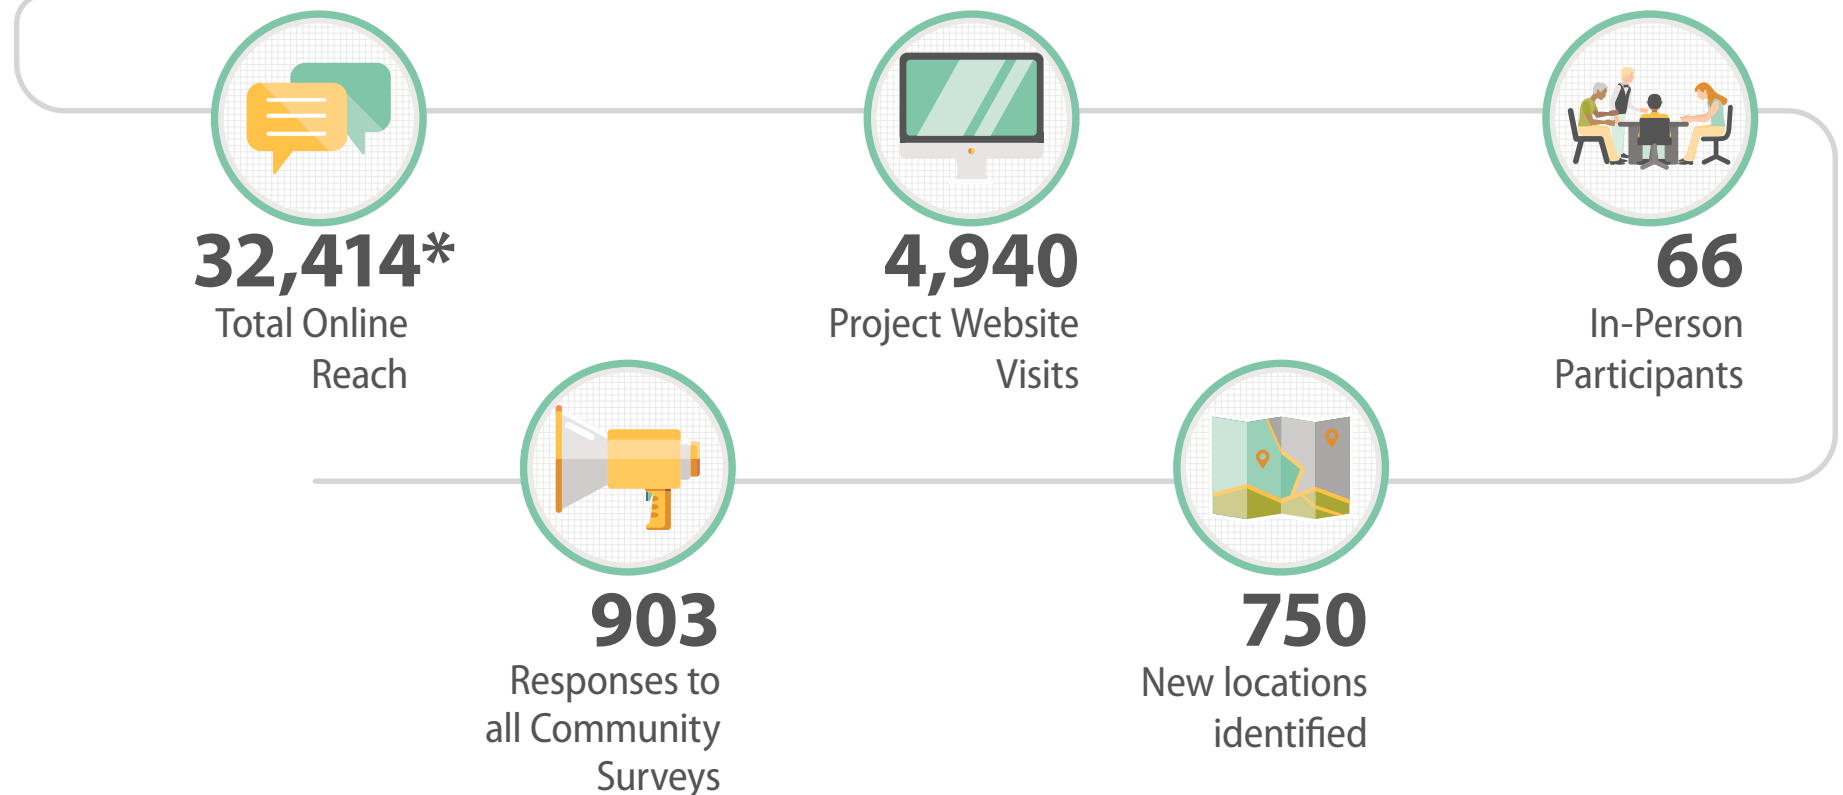 32,414*
Total Online
Reach
4,940
Project Website
Visits
66
In-Person
Participants
903
Responses to
all Community
Surveys
750
New locations
identified